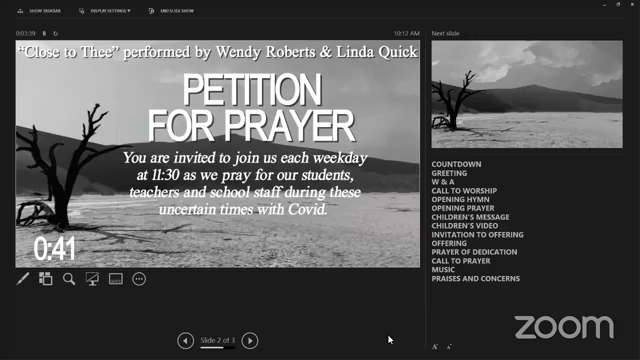 SHOW TASKBAR
DISPLAY SETTINGS
END SLIDE SHOW
0:03:39
10:12 AM
Next slide
"Close to Thee" performed by Wendy Roberts & Linda Quick
PETITION
FOR PRAYER
You are invited to join us each weekday
at 11:30 as we pray for our students,
teachers and school staff during these
uncertain times with Covid.
0:41
COUNTDOWN
GREETING
W & A
CALL TO WORSHIP
OPENING HYMN
OPENING PRAYER
CHILDREN'S MESSAGE
CHILDREN'S VIDEO
INVITATION TO OFFERING
OFFERING
PRAYER OF DEDICATION
CALL TO PRAYER
MUSIC
PRAISES AND CONCERNS
Slide 2 of 3
zoom